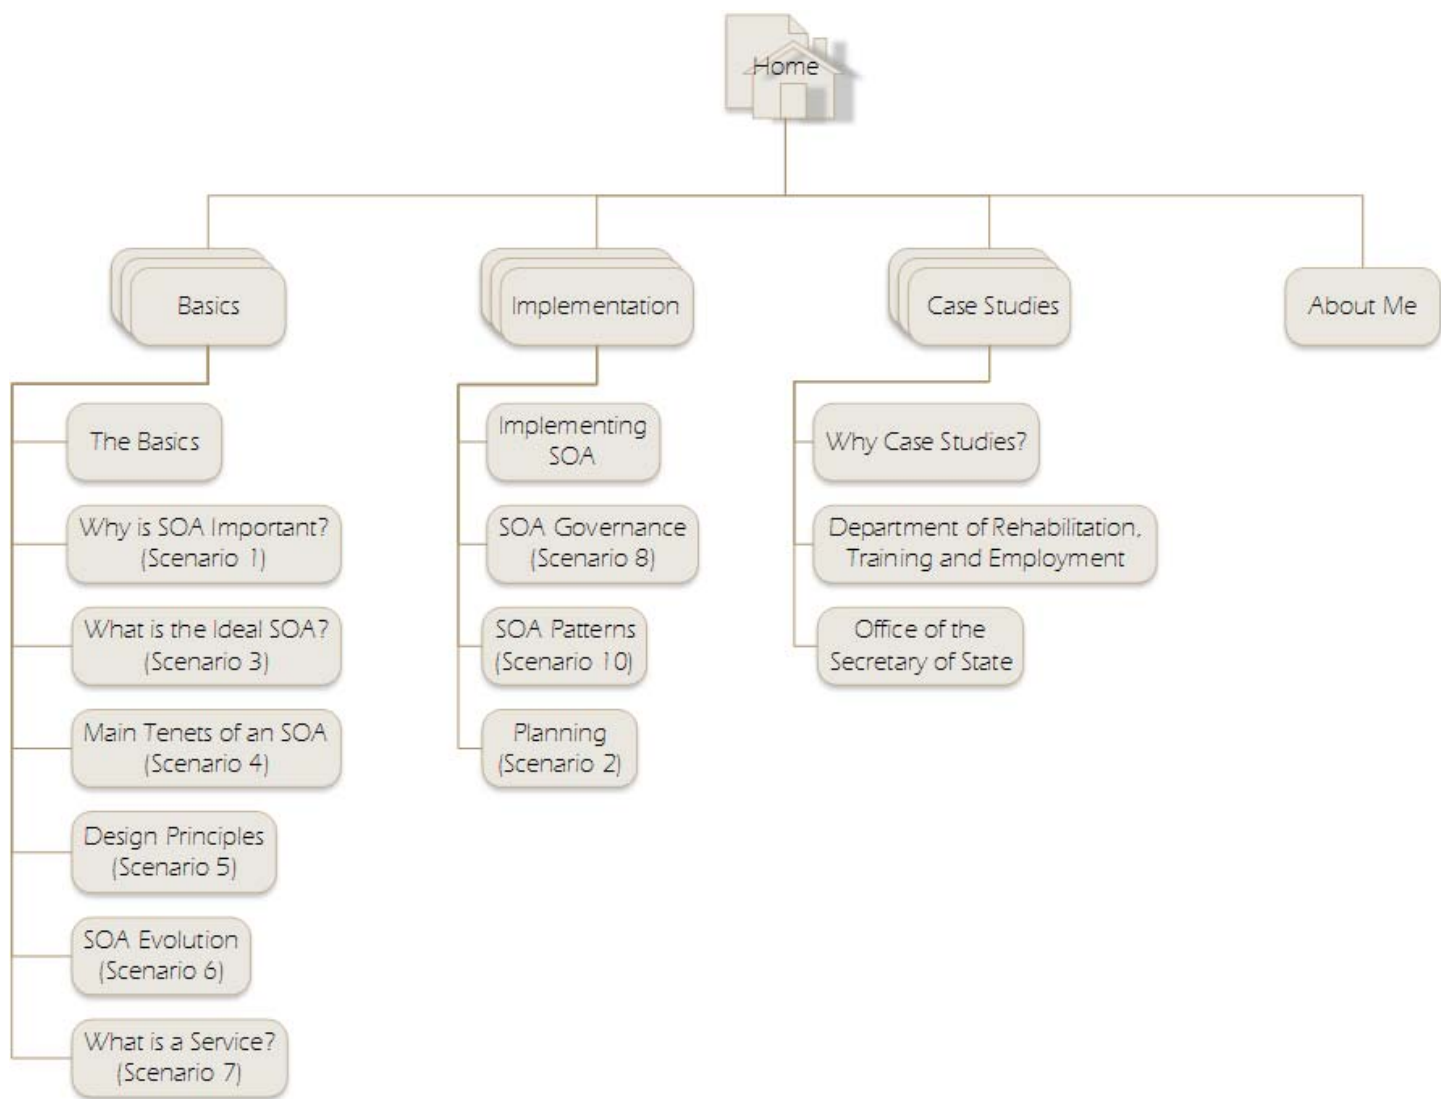 Home
Basics
Implementation
Case Studies
About Me
The Basics
Why is SOA Important?
(Scenario 1)
What is the Ideal SOA?
(Scenario 3)
Main Tenets of an SOA
(Scenario 4)
Design Principles
(Scenario 5)
SOA Evolution
(Scenario 6)
What is a Service?
(Scenario 7)
Implementing
SOA
SOA Governance
(Scenario 8)
SOA Patterns
(Scenario 10)
Planning
(Scenario 2)
Why Case Studies?
Department of Rehabilitation,
Training and Employment
Office of the
Secretary of State